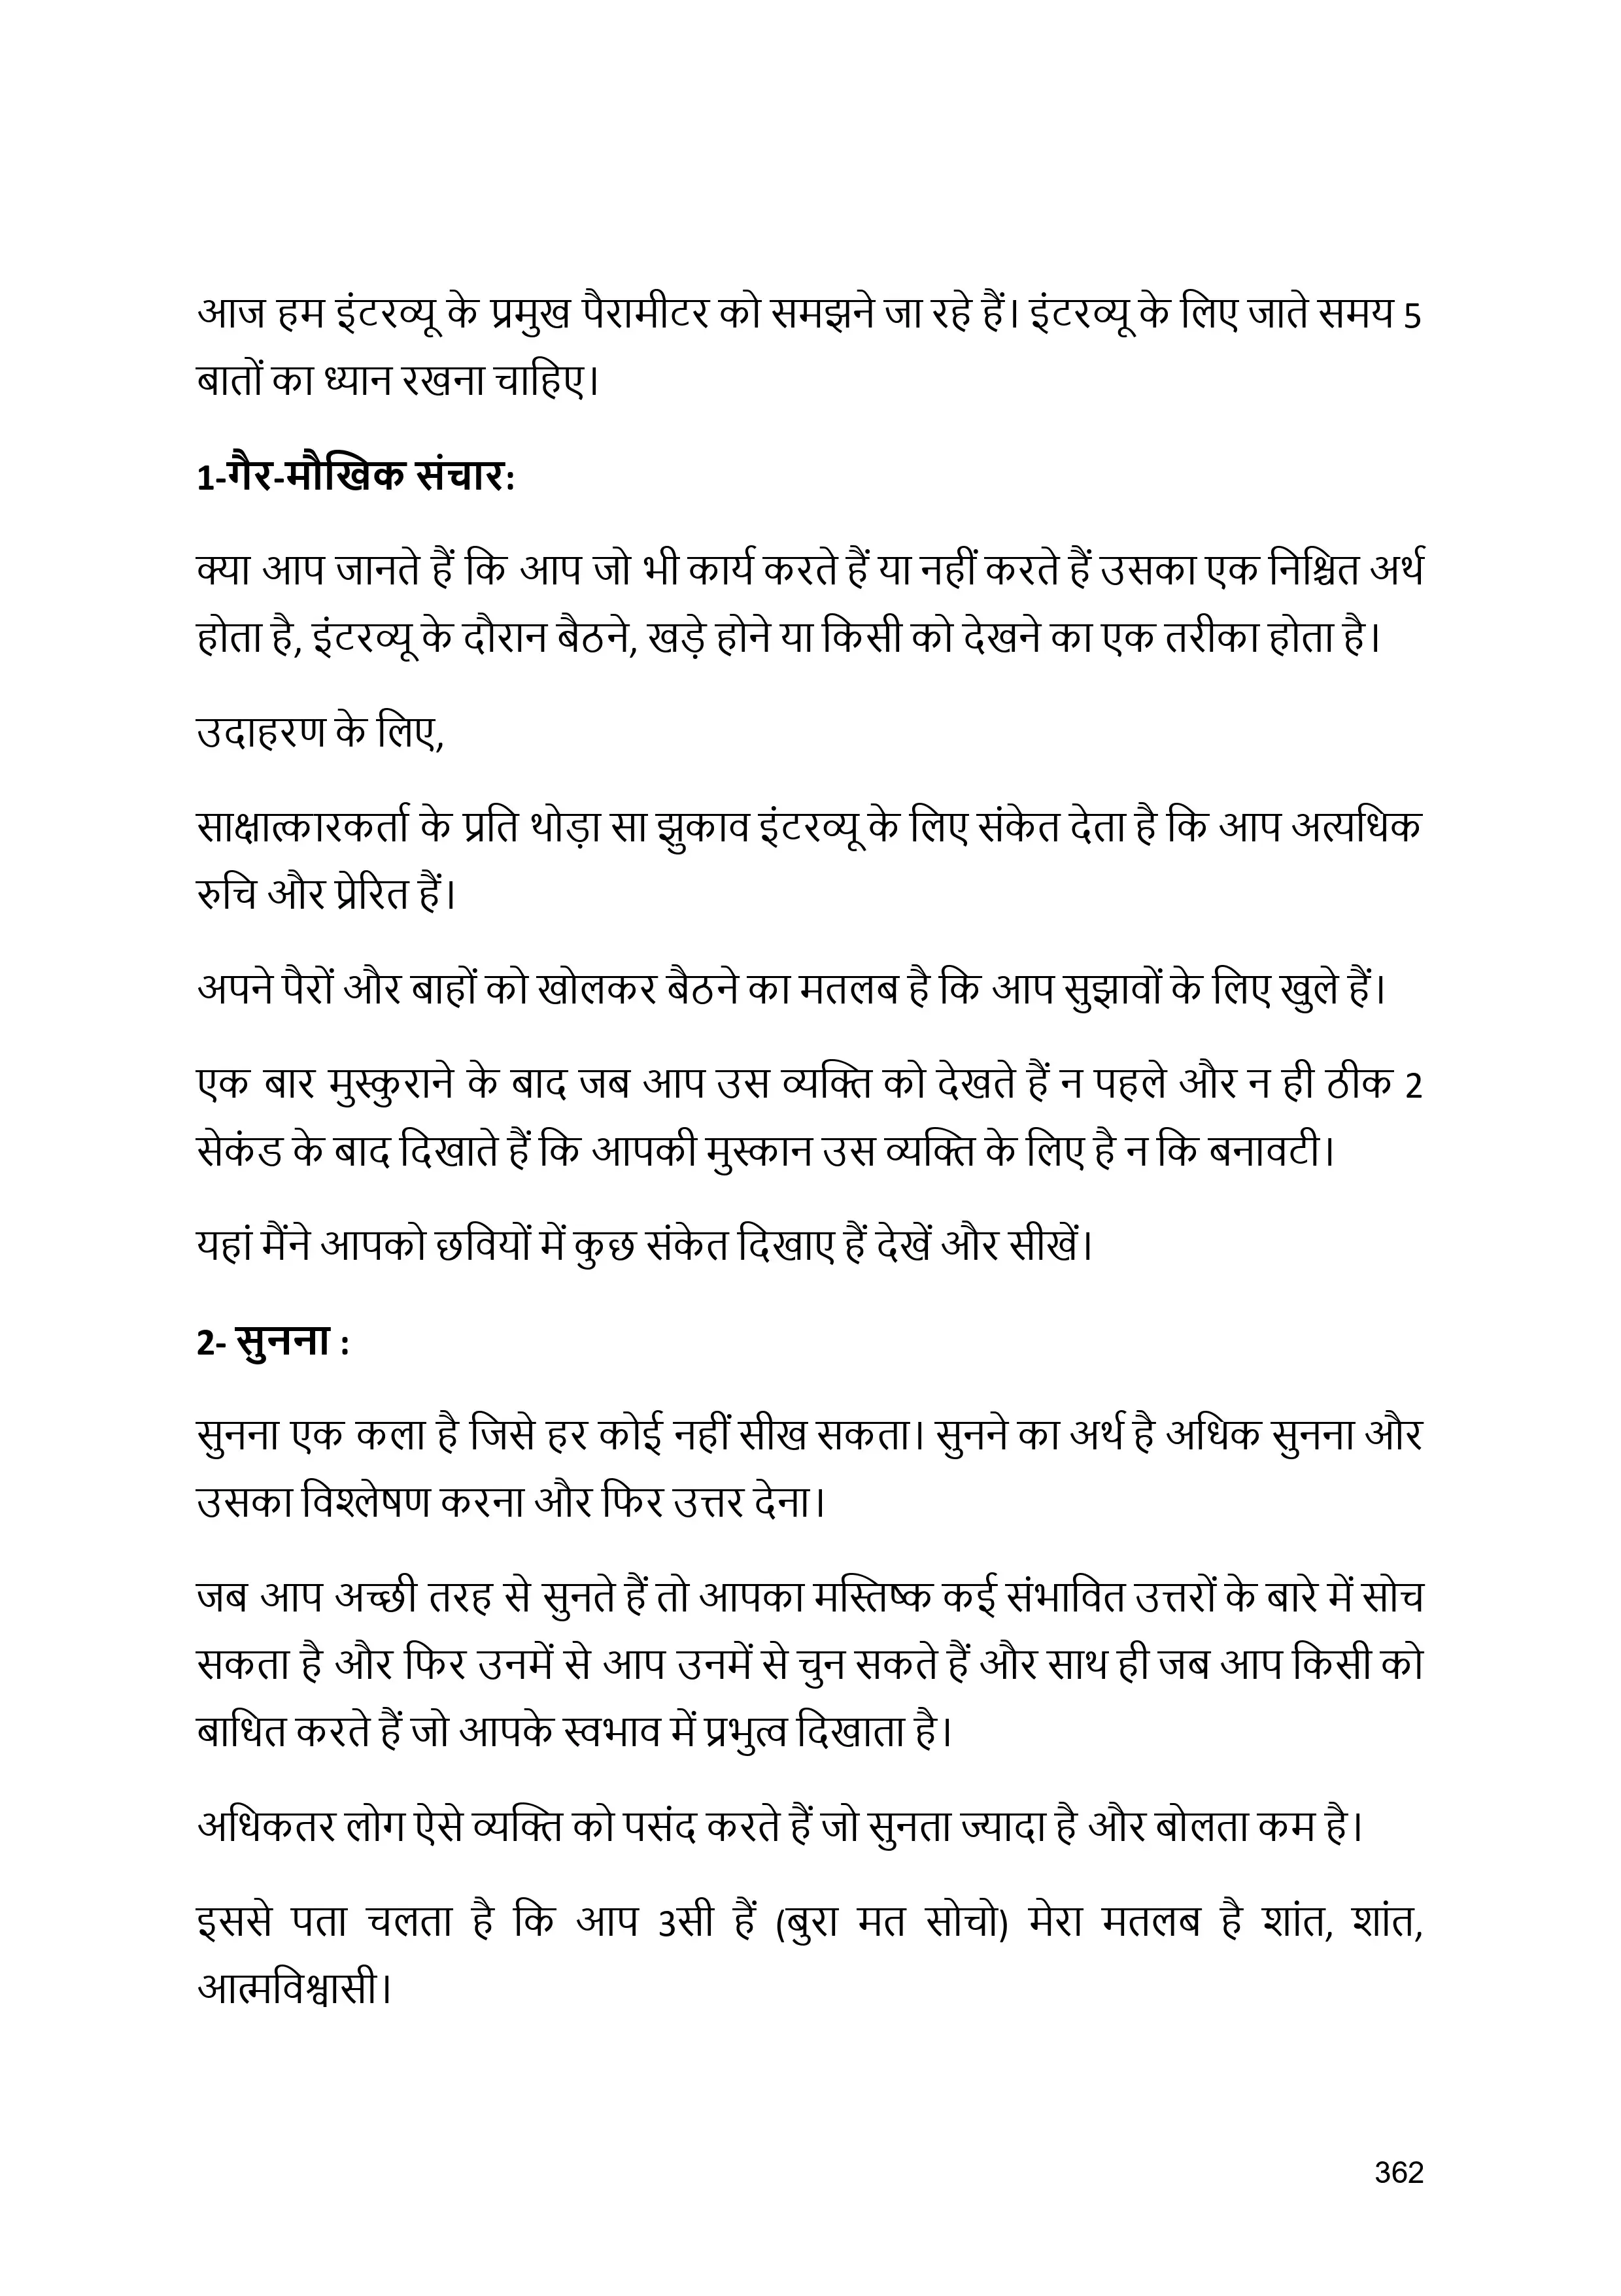 आज हम इंटरव्यू के प्रमुख पैरामीटर को समझने जा रहे हैं। इंटरव्यू के लिए जाते समय 5
बातों का ध्यान रखना चाहिए।
1-गैर-मौखिक संचार:
क्या आप जानते हैं कि आप जो भी कार्य करते हैं या नहीं करते हैं उसका एक निश्चित अर्थ
होता है, इंटरव्यू के दौरान बैठने, खड़े होने या किसी को देखने का एक तरीका होता है।
उदाहरण के लिए,
साक्षात्कारकर्ता के प्रति थोड़ा सा झुकाव इंटरव्यू के लिए संकेत देता है कि आप अत्यधिक
रुचि और प्रेरित हैं।
अपने पैरों और बाहों को खोलकर बैठने का मतलब है कि आप सुझावों के लिए खुले हैं।
एक बार मुस्कुराने के बाद जब आप उस व्यक्ति को देखते हैं न पहले और न ही ठीक 2
सेकंड के बाद दिखाते हैं कि आपकी मुस्कान उस व्यक्ति के लिए है न कि बनावटी।
यहां मैंने आपको छवियों में कुछ संकेत दिखाए हैं देखें और सीखें।
2- सुनना :
सुनना एक कला है जिसे हर कोई नहीं सीख सकता। सुनने का अर्थ है अधिक सुनना और
उसका विश्लेषण करना और फिर उत्तर देना।
जब आप अच्छी तरह से सुनते हैं तो आपका मस्तिष्क कई संभावित उत्तरों के बारे में सोच
सकता है और फिर उनमें से आप उनमें से चुन सकते हैं और साथ ही जब आप किसी को
बाधित करते हैं जो आपके स्वभाव में प्रभुत्व दिखाता है।
अधिकतर लोग ऐसे व्यक्ति को पसंद करते हैं जो सुनता ज्यादा है और बोलता कम है।
इससे पता चलता है कि आप 3सी हैं (बुरा मत सोचो) मेरा मतलब है शांत, शांत,
आत्मविश्वासी।
362